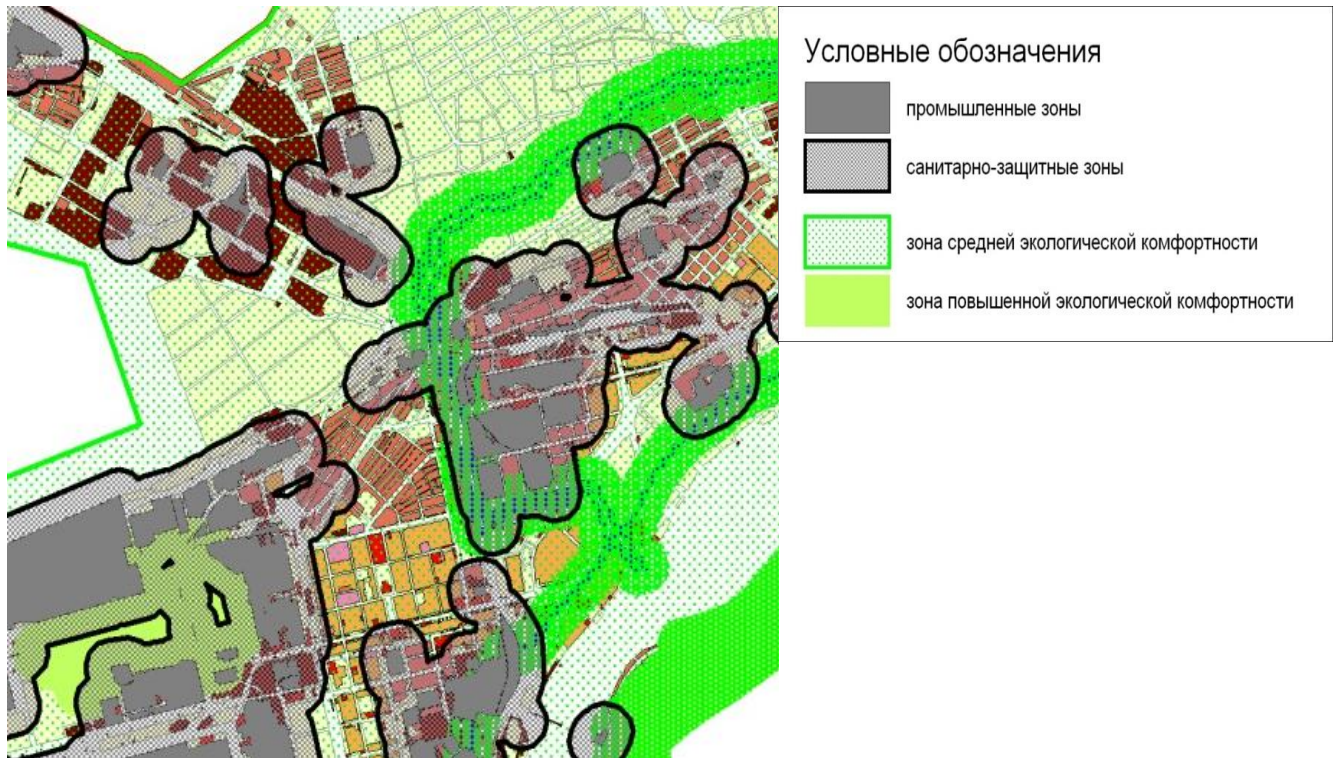 Условные обозначения
промышленные зоны
санитарно-защитные зоны
зона средней экологической комфортности
зона повышенной экологической комфортности